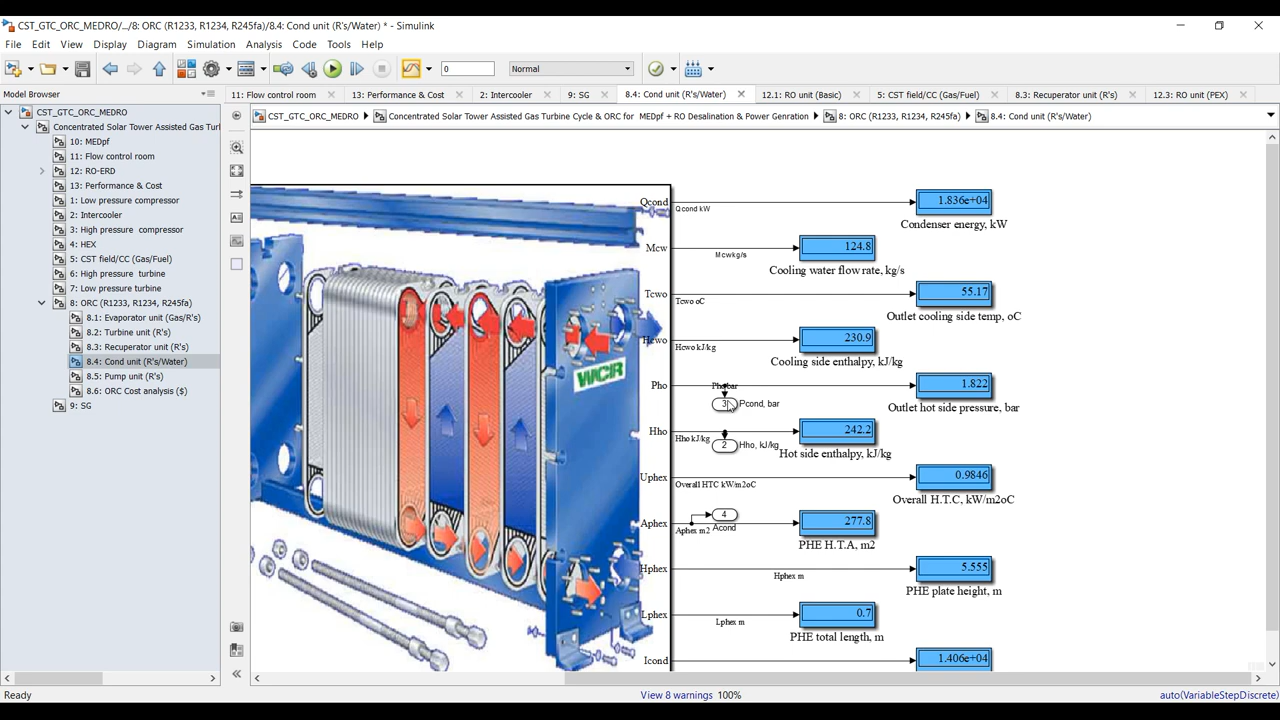 CST_GTC_ORC_MEDRO/.../8: ORC (R1233, R1234, R245fa)/8.4: Cond unit (R's/Water) * - Simulink
File Edit View Display Diagram Simulation Analysis Code Tools Help
0 Normal
Model Browser
11: Flow control room 13: Performance & Cost 2: Intercooler 9: SG 8.4: Cond unit (R's/Water) 12.1: RO unit (Basic) 5: CST field/CC (Gas/Fuel) 8.3: Recuperator unit (R's) 12.3: RO unit (PEX)
CST_GTC_ORC_MEDRO Concentrated Solar Tower Assisted Gas Turbine Cycle & ORC for MEDpf + RO Desalination & Power Genration 8: ORC (R1233, R1234, R245fa) 8.4: Cond unit (R's/Water)
CST_GTC_ORC_MEDRO
Concentrated Solar Tower Assisted Gas Tur
10: MEDpf
11: Flow control room
12: RO-ERD
13: Performance & Cost
1: Low pressure compressor
2: Intercooler
3: High pressure compressor
4: HEX
5: CST field/CC (Gas/Fuel)
6: High pressure turbine
7: Low pressure turbine
8: ORC (R1233, R1234, R245fa)
8.1: Evaporator unit (Gas/R's)
8.2: Turbine unit (R's)
8.3: Recuperator unit (R's)
8.4: Cond unit (R's/Water)
8.5: Pump unit (R's)
8.6: ORC Cost analysis ($)
9: SG
WCR
Qcond
Qcond kW
1.836e+04
Condenser energy, kW
Mcw
Mcwkg/s
124.8
Cooling water flow rate, kg/s
Tcwo
Tcwo oC
55.17
Outlet cooling side temp, oC
Hcwo
Hcwo kJ/kg
230.9
Cooling side enthalpy, kJ/kg
Pho
Pho bar
1.822
3
Pcond, bar
Outlet hot side pressure, bar
Hho
Hho kJ/kg
242.2
2
Hho, kJ/kg
Hot side enthalpy, kJ/kg
Uphex
Overall HTC kW/m2oC
0.9846
Overall H.T.C, kW/m2oC
Aphex
Aphex m2
4
Acond
277.8
PHE H.T.A, m2
Hphex
Hphex m
5.555
PHE plate height, m
Lphex
Lphex m
0.7
PHE total length, m
Icond
1.406e+04
Ready
View 8 warnings 100%
auto(VariableStepDiscrete)